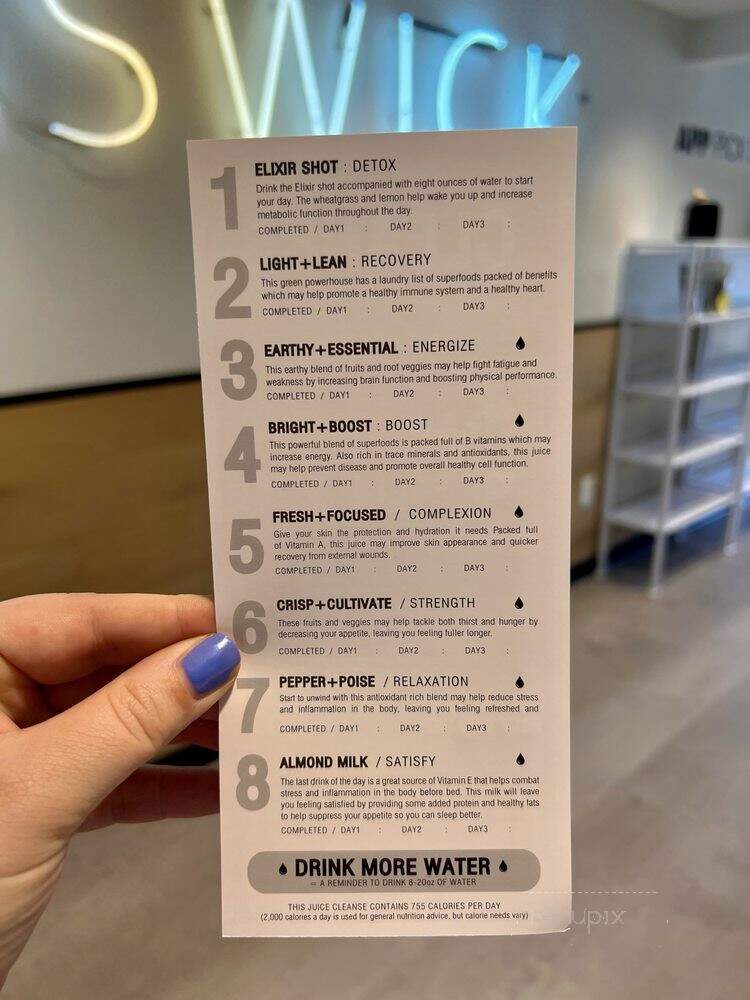 SWICK
APP
1 ELIXIR SHOT : DETOX
Drink the Elixir shot accompanied with eight ounces of water to start
your day. The wheatgrass and lemon help wake you up and increase
metabolic function throughout the day.
COMPLETED / DAY1 : DAY2 : DAY3 :
2 LIGHT+LEAN : RECOVERY
This green powerhouse has a laundry list of superfoods packed of benefits
which may help promote a healthy immune system and a healthy heart.
COMPLETED / DAY1 : DAY2 : DAY3 :
3 EARTHY+ESSENTIAL : ENERGIZE
This earthy blend of fruits and root veggies may help fight fatigue and
weakness by increasing brain function and boosting physical performance.
COMPLETED / DAY1 : DAY2 : DAY3 :
4 BRIGHT+BOOST : BOOST
This powerful blend of superfoods is packed full of B vitamins which may
increase energy. Also rich in trace minerals and antioxidants, this juice
may help prevent disease and promote overall healthy cell function.
COMPLETED / DAY1 : DAY2 : DAY3 :
5 FRESH+FOCUSED / COMPLEXION
Give your skin the protection and hydration it needs Packed full
of Vitamin A, this juice may improve skin appearance and quicker
recovery from external wounds.
COMPLETED / DAY1 : DAY2 : DAY3 :
6 CRISP+CULTIVATE / STRENGTH
These fruits and veggies may help tackle both thirst and hunger by
decreasing your appetite, leaving you feeling fuller longer.
COMPLETED / DAY1 : DAY2 : DAY3 :
7 PEPPER+POISE / RELAXATION
Start to unwind with this antioxidant rich blend may help reduce stress
and inflammation in the body, leaving you feeling refreshed and
COMPLETED / DAY1 : DAY2 : DAY3 :
8 ALMOND MILK / SATISFY
The last drink of the day is a great source of Vitamin E that helps combat
stress and inflammation in the body before bed. This milk will leave
you feeling satisfied by providing some added protein and healthy fats
to help suppress your appetite so you can sleep better.
COMPLETED / DAY1 : DAY2 : DAY3 :
DRINK MORE WATER
= A REMINDER TO DRINK 8-20oz OF WATER
THIS JUICE CLEANSE CONTAINS 755 CALORIES PER DAY
(2,000 calories a day is used for general nutrition advice, but calorie needs vary)